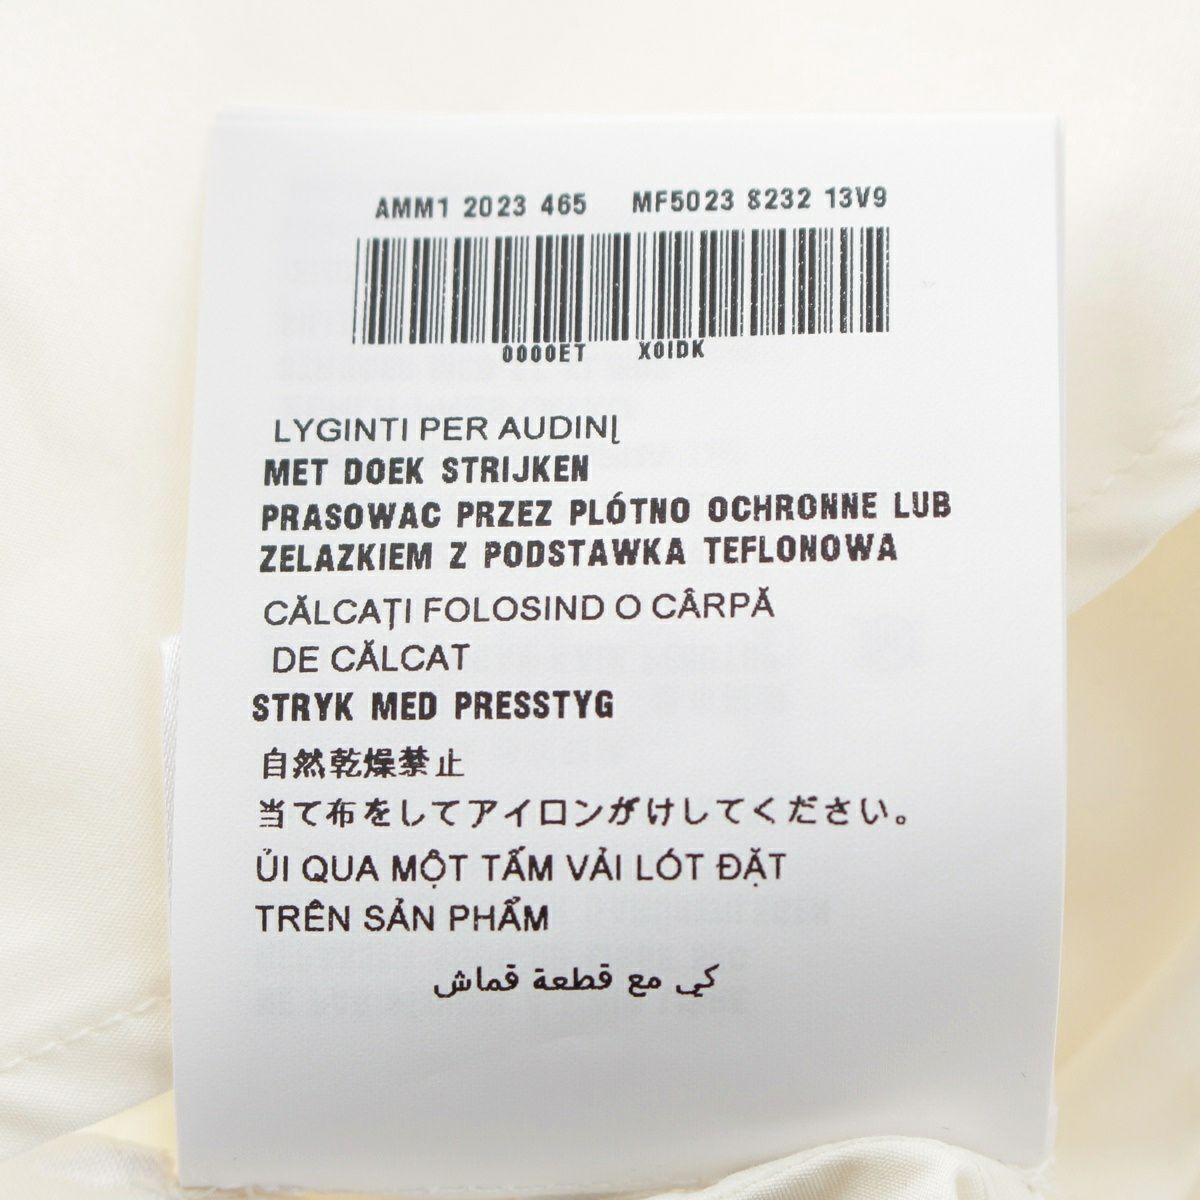 AMM1 2023 465 MF5023 8232 13V9
0000ET X0IDK
LYGINTI PER AUDINĮ
MET DOEK STRIJKEN
PRASOWAC PRZEZ PLÓTNO OCHRONNE LUB
ZELAZKIEM Z PODSTAWKA TEFLONOWA
CĂLCAȚI FOLOSIND O CÂRPĂ
DE CĂLCAT
STRYK MED PRESSTYG
自然乾燥禁止
当て布をしてアイロンがけしてください。
ỦI QUA MỘT TẤM VẢI LÓT ĐẶT
TRÊN SẢN PHẨM
كي مع قطعة قماش